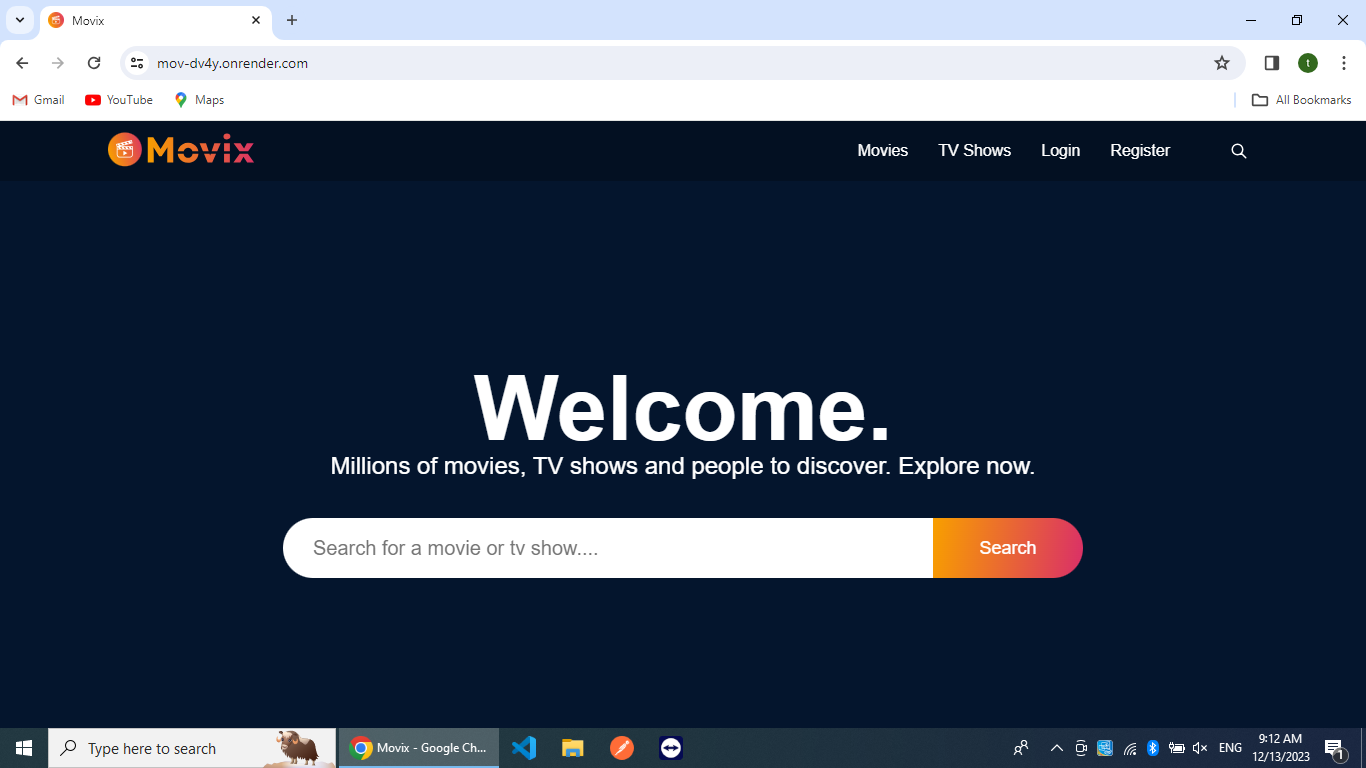 Movix
mov-dv4y.onrender.com
t
Gmail
YouTube
Maps
All Bookmarks
Movix
Movies
TV Shows
Login
Register
Welcome.
Millions of movies, TV shows and people to discover. Explore now.
Search for a movie or tv show....
Search
Type here to search
Movix - Google Ch...
ENG
9:12 AM
12/13/2023
1